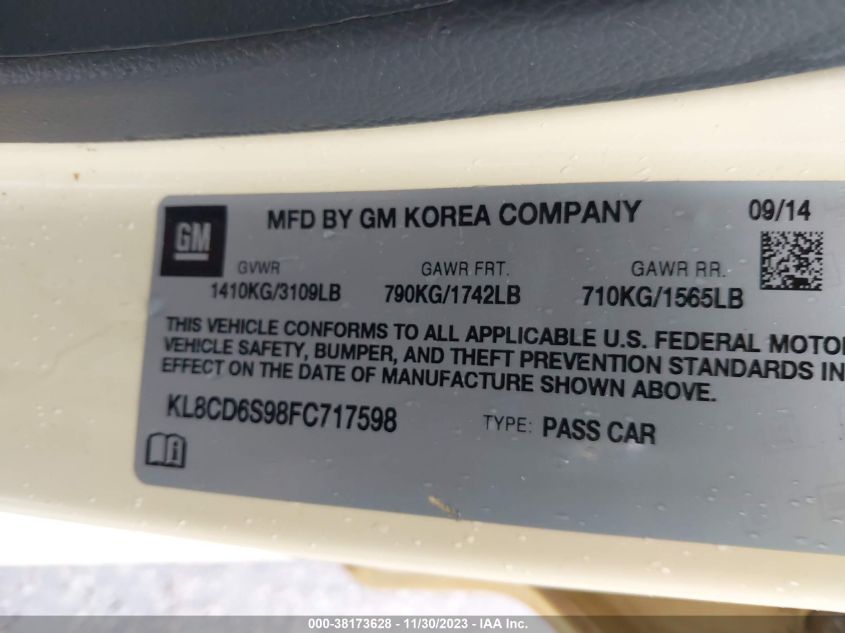 GM
MFD BY GM KOREA COMPANY
09/14
GVWR
GAWR FRT.
GAWR RR.
1410KG/3109LB
790KG/1742LB
710KG/1565LB
THIS VEHICLE CONFORMS TO ALL APPLICABLE U.S. FEDERAL MOTOR
VEHICLE SAFETY, BUMPER, AND THEFT PREVENTION STANDARDS IN
EFFECT ON THE DATE OF MANUFACTURE SHOWN ABOVE.
KL8CD6S98FC717598
TYPE: PASS CAR
000-38173628 - 11/30/2023 - IAA Inc.